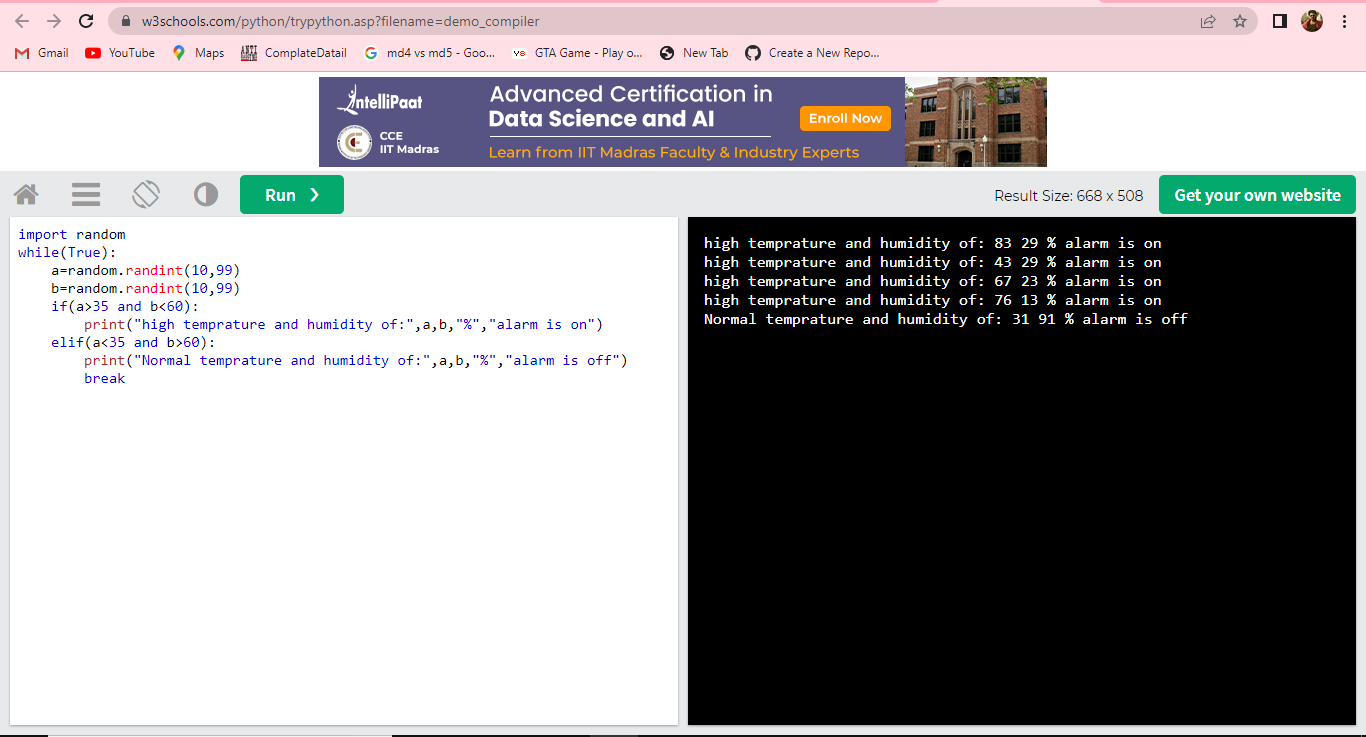 w3schools.com/python/trypython.asp?filename=demo_compiler
Gmail YouTube Maps ComplateDatail md4 vs md5 - Goo... GTA Game - Play o... New Tab Create a New Repo...
IntelliPaat
CCE
IIT Madras
Advanced Certification in
Data Science and AI
Learn from IIT Madras Faculty & Industry Experts
Enroll Now
Run ❯
Result Size: 668 x 508
Get your own website
import random
while(True):
    a=random.randint(10,99)
    b=random.randint(10,99)
    if(a>35 and b<60):
        print("high temprature and humidity of:",a,b,"%","alarm is on")
    elif(a<35 and b>60):
        print("Normal temprature and humidity of:",a,b,"%","alarm is off")
        break
high temprature and humidity of: 83 29 % alarm is on
high temprature and humidity of: 43 29 % alarm is on
high temprature and humidity of: 67 23 % alarm is on
high temprature and humidity of: 76 13 % alarm is on
Normal temprature and humidity of: 31 91 % alarm is off